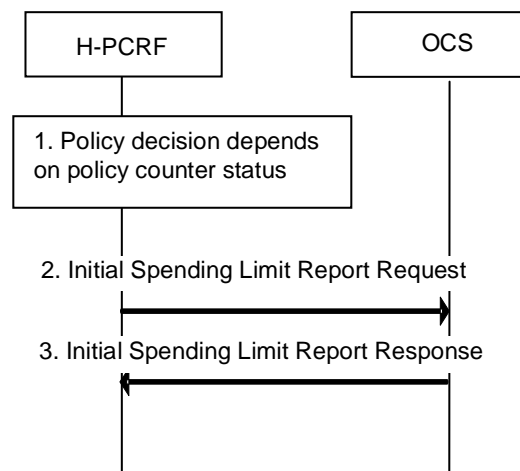 H-PCRF
OCS
1. Policy decision depends
on policy counter status
2. Initial Spending Limit Report Request
3. Initial Spending Limit Report Response